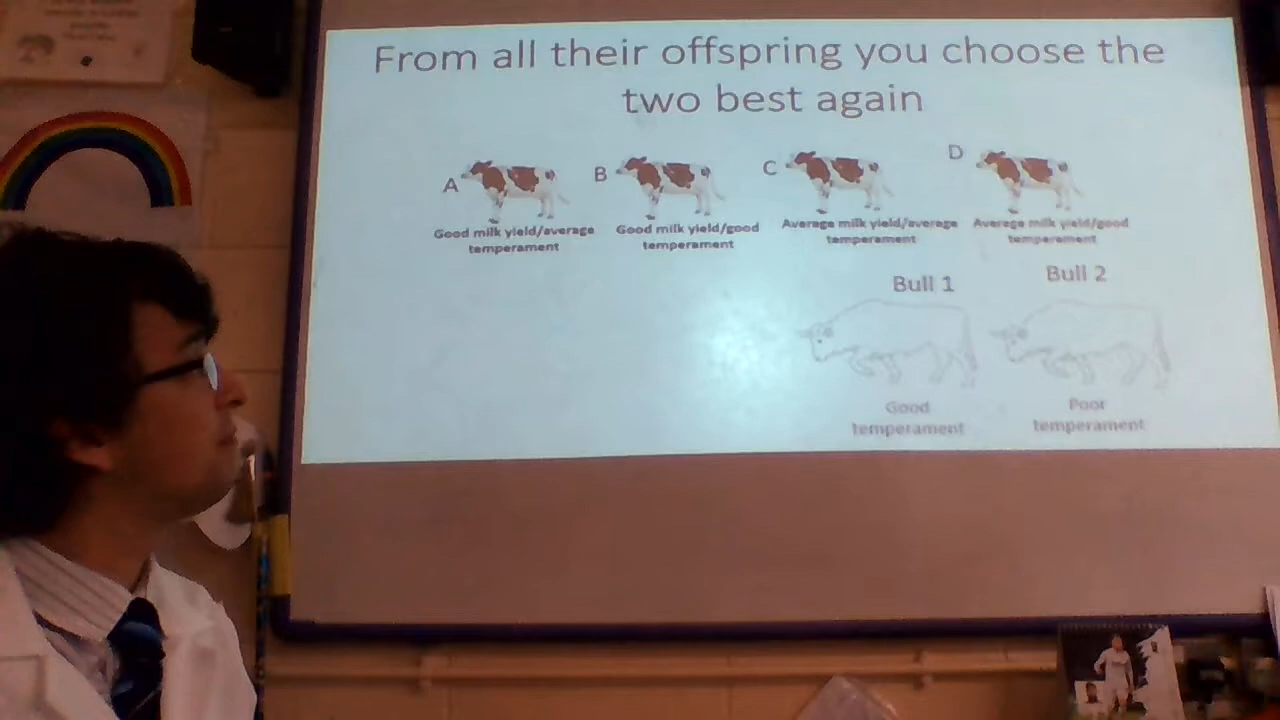 From all their offspring you choose the
two best again
A
B
C
D
Good milk yield/average
temperament
Good milk yield/good
temperament
Average milk yield/average
temperament
Average milk yield/good
temperament
Bull 1
Bull 2
Good
temperament
Poor
temperament